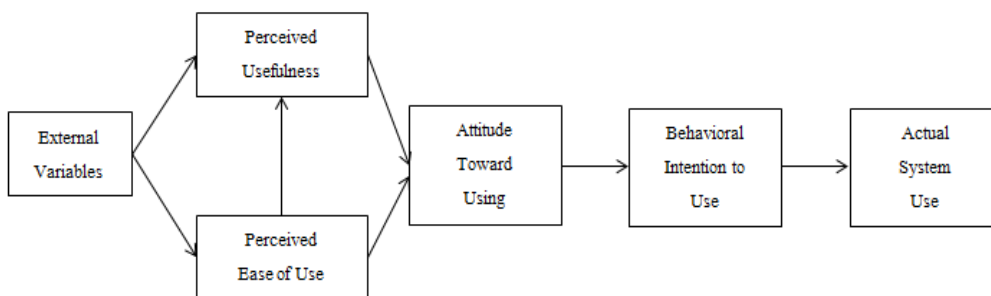 External
Variables
Perceived
Usefulness
Perceived
Ease of Use
Attitude
Toward
Using
Behavioral
Intention to
Use
Actual
System
Use